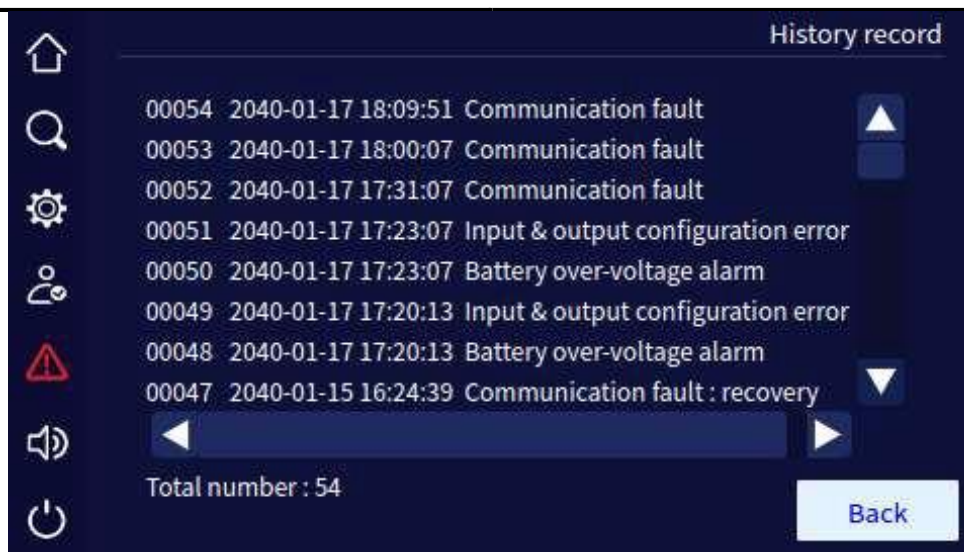 History record
00054 2040-01-17 18:09:51 Communication fault
00053 2040-01-17 18:00:07 Communication fault
00052 2040-01-17 17:31:07 Communication fault
00051 2040-01-17 17:23:07 Input & output configuration error
00050 2040-01-17 17:23:07 Battery over-voltage alarm
00049 2040-01-17 17:20:13 Input & output configuration error
00048 2040-01-17 17:20:13 Battery over-voltage alarm
00047 2040-01-15 16:24:39 Communication fault : recovery
Total number : 54
Back